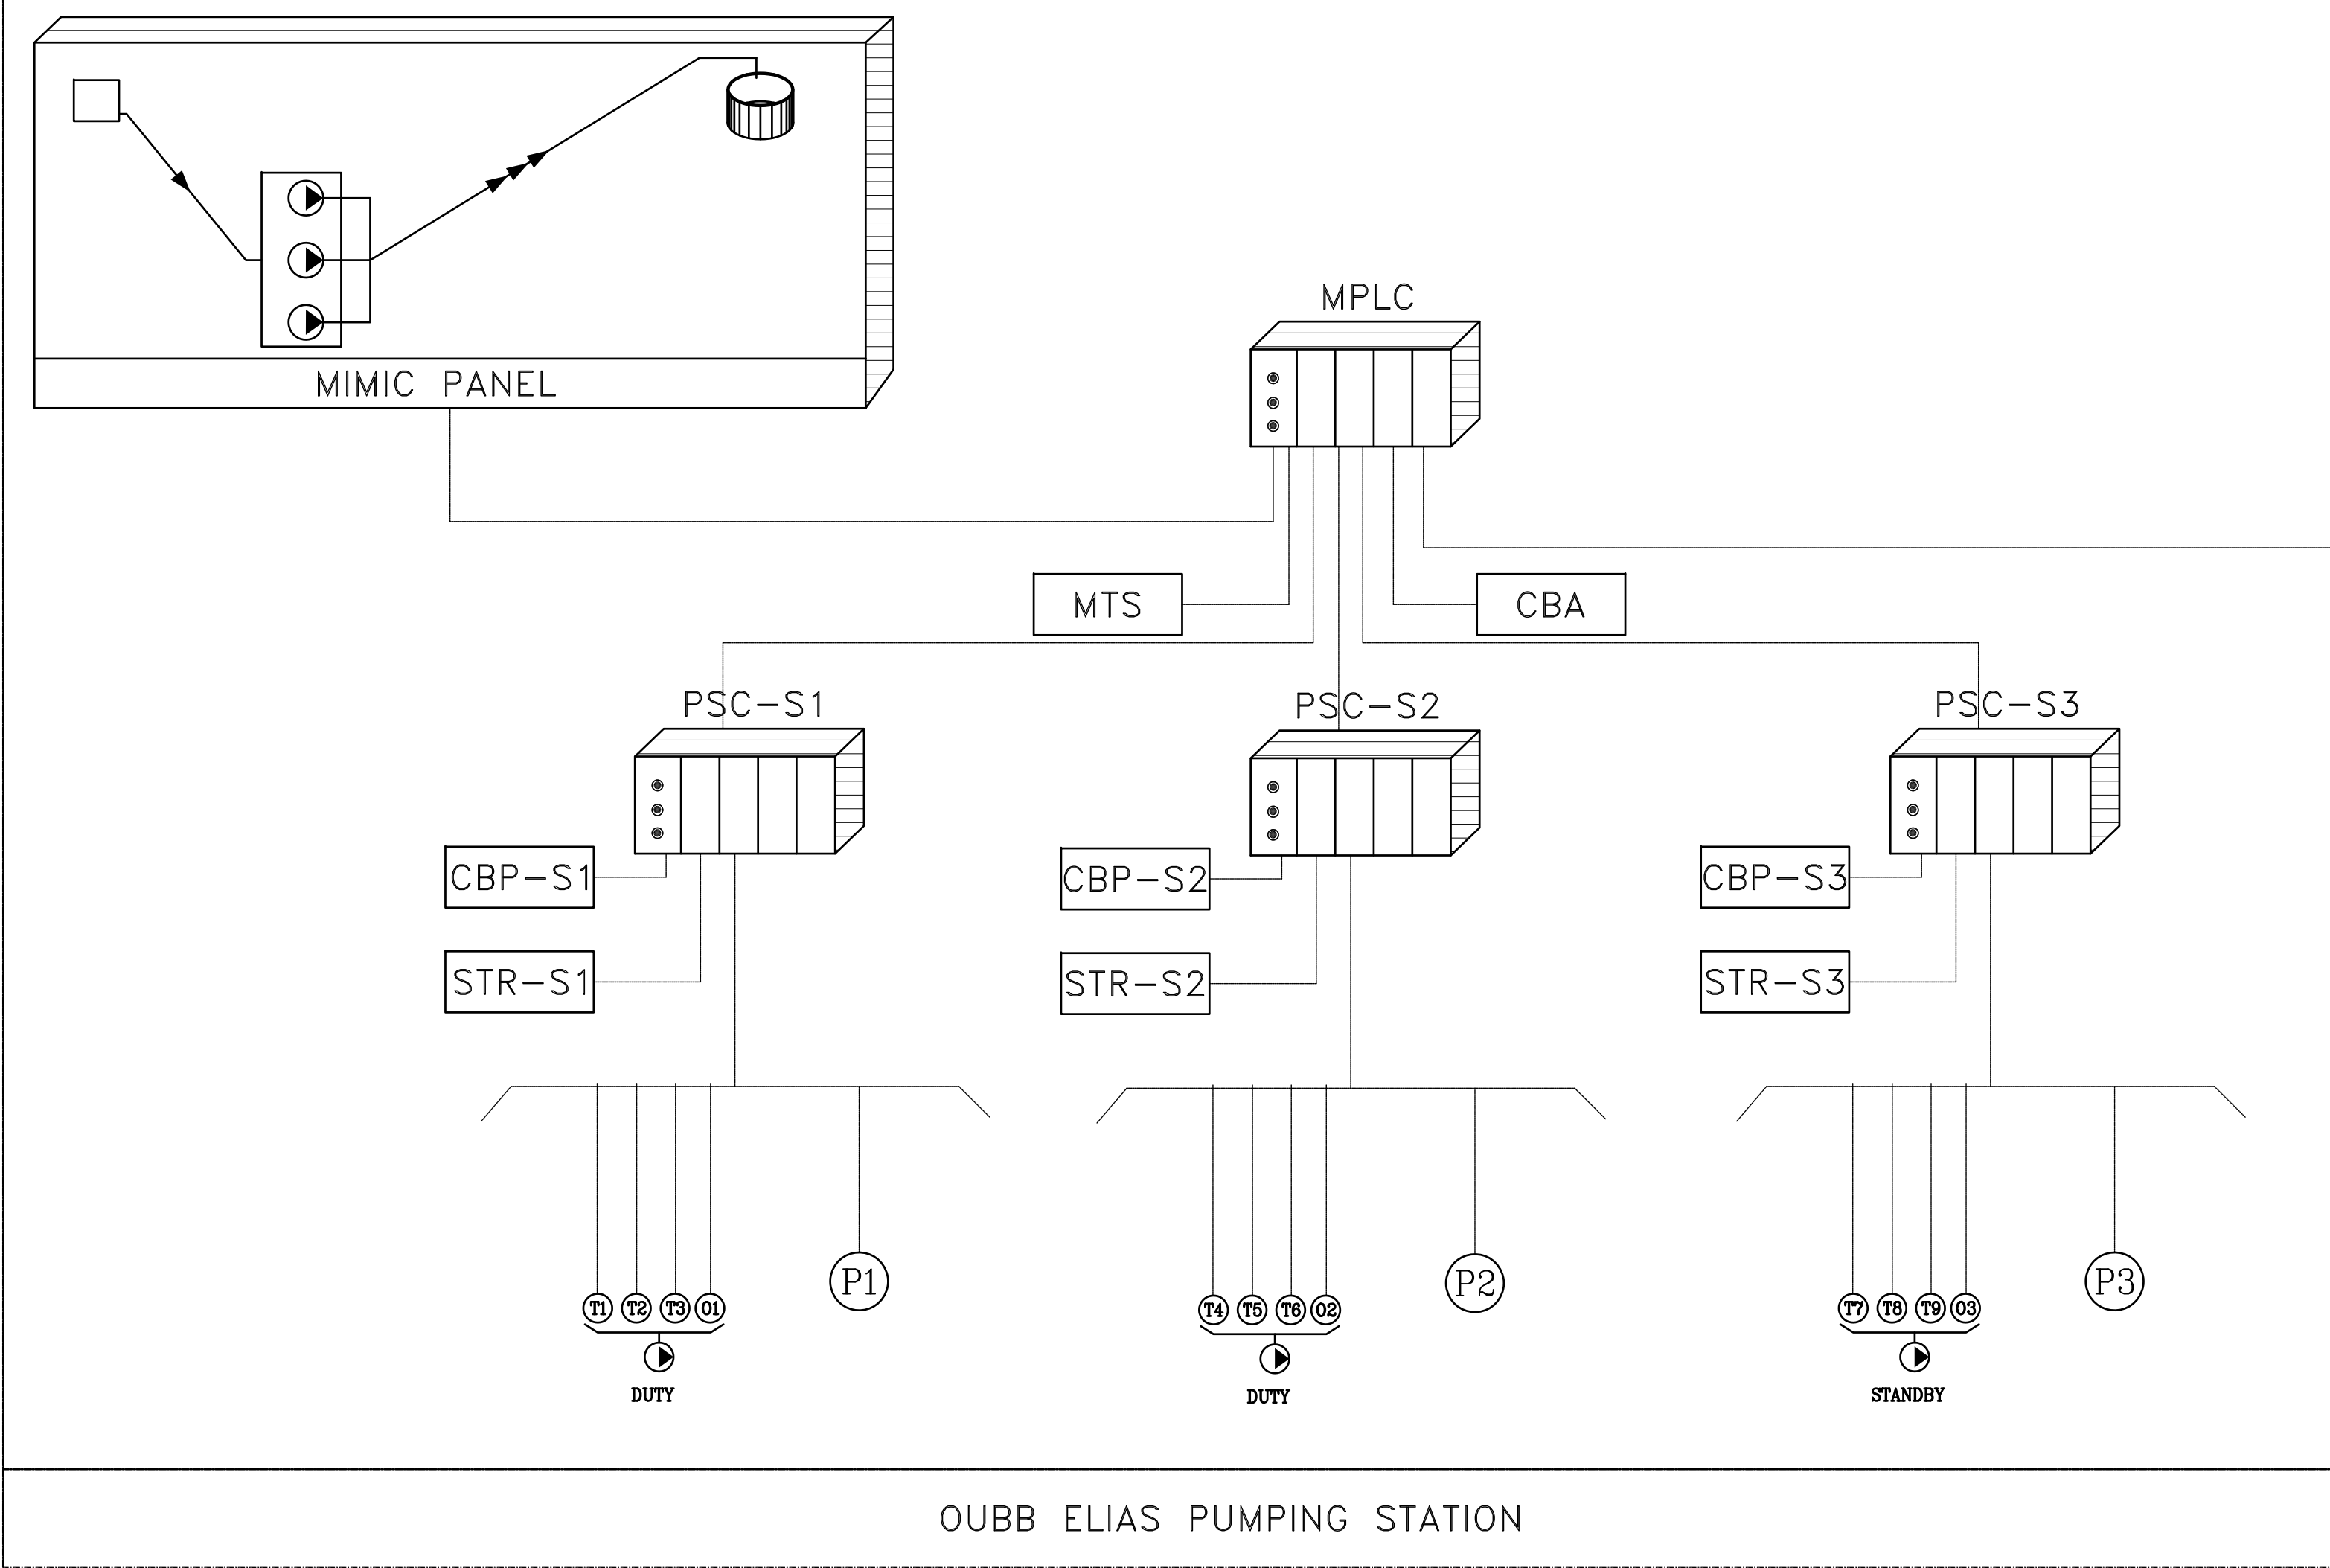 MPLC
MIMIC PANEL
MTS
CBA
PSC-S1
PSC-S2
PSC-S3
CBP-S1
CBP-S2
CBP-S3
STR-S1
STR-S2
STR-S3
P1
P2
P3
T1 T2 T3 01
T4 T5 T6 02
T7 T8 T9 03
DUTY
DUTY
STANDBY
OUBB ELIAS PUMPING STATION